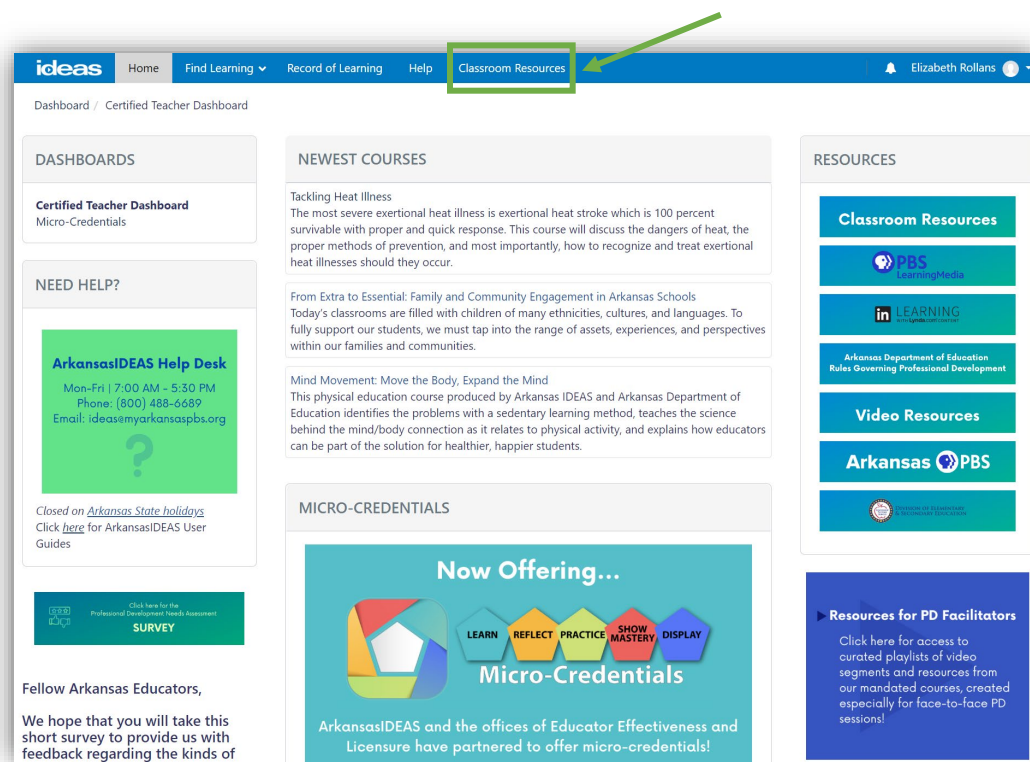 ideas Home Find Learning Record of Learning Help Classroom Resources Elizabeth Rollans
Dashboard / Certified Teacher Dashboard
DASHBOARDS
Certified Teacher Dashboard
Micro-Credentials
NEED HELP?
ArkansasIDEAS Help Desk
Mon-Fri | 7:00 AM - 5:30 PM
Phone: (800) 488-6689
Email: ideas@myarkansaspbs.org
?
Closed on Arkansas State holidays
Click here for ArkansasIDEAS User
Guides
Click here for the
Professional Development Needs Assessment
SURVEY
Fellow Arkansas Educators,
We hope that you will take this
short survey to provide us with
feedback regarding the kinds of
NEWEST COURSES
Tackling Heat Illness
The most severe exertional heat illness is exertional heat stroke which is 100 percent
survivable with proper and quick response. This course will discuss the dangers of heat, the
proper methods of prevention, and most importantly, how to recognize and treat exertional
heat illnesses should they occur.
From Extra to Essential: Family and Community Engagement in Arkansas Schools
Today's classrooms are filled with children of many ethnicities, cultures, and languages. To
fully support our students, we must tap into the range of assets, experiences, and perspectives
within our families and communities.
Mind Movement: Move the Body, Expand the Mind
This physical education course produced by Arkansas IDEAS and Arkansas Department of
Education identifies the problems with a sedentary learning method, teaches the science
behind the mind/body connection as it relates to physical activity, and explains how educators
can be part of the solution for healthier, happier students.
MICRO-CREDENTIALS
Now Offering...
LEARN REFLECT PRACTICE SHOW MASTERY DISPLAY
Micro-Credentials
ArkansasIDEAS and the offices of Educator Effectiveness and
Licensure have partnered to offer micro-credentials!
RESOURCES
Classroom Resources
PBS
LearningMedia
in LEARNING
WITH Lynda.com CONTENT
Arkansas Department of Education
Rules Governing Professional Development
Video Resources
Arkansas PBS
DIVISION OF ELEMENTARY
& SECONDARY EDUCATION
Resources for PD Facilitators
Click here for access to
curated playlists of video
segments and resources from
our mandated courses, created
especially for face-to-face PD
sessions!